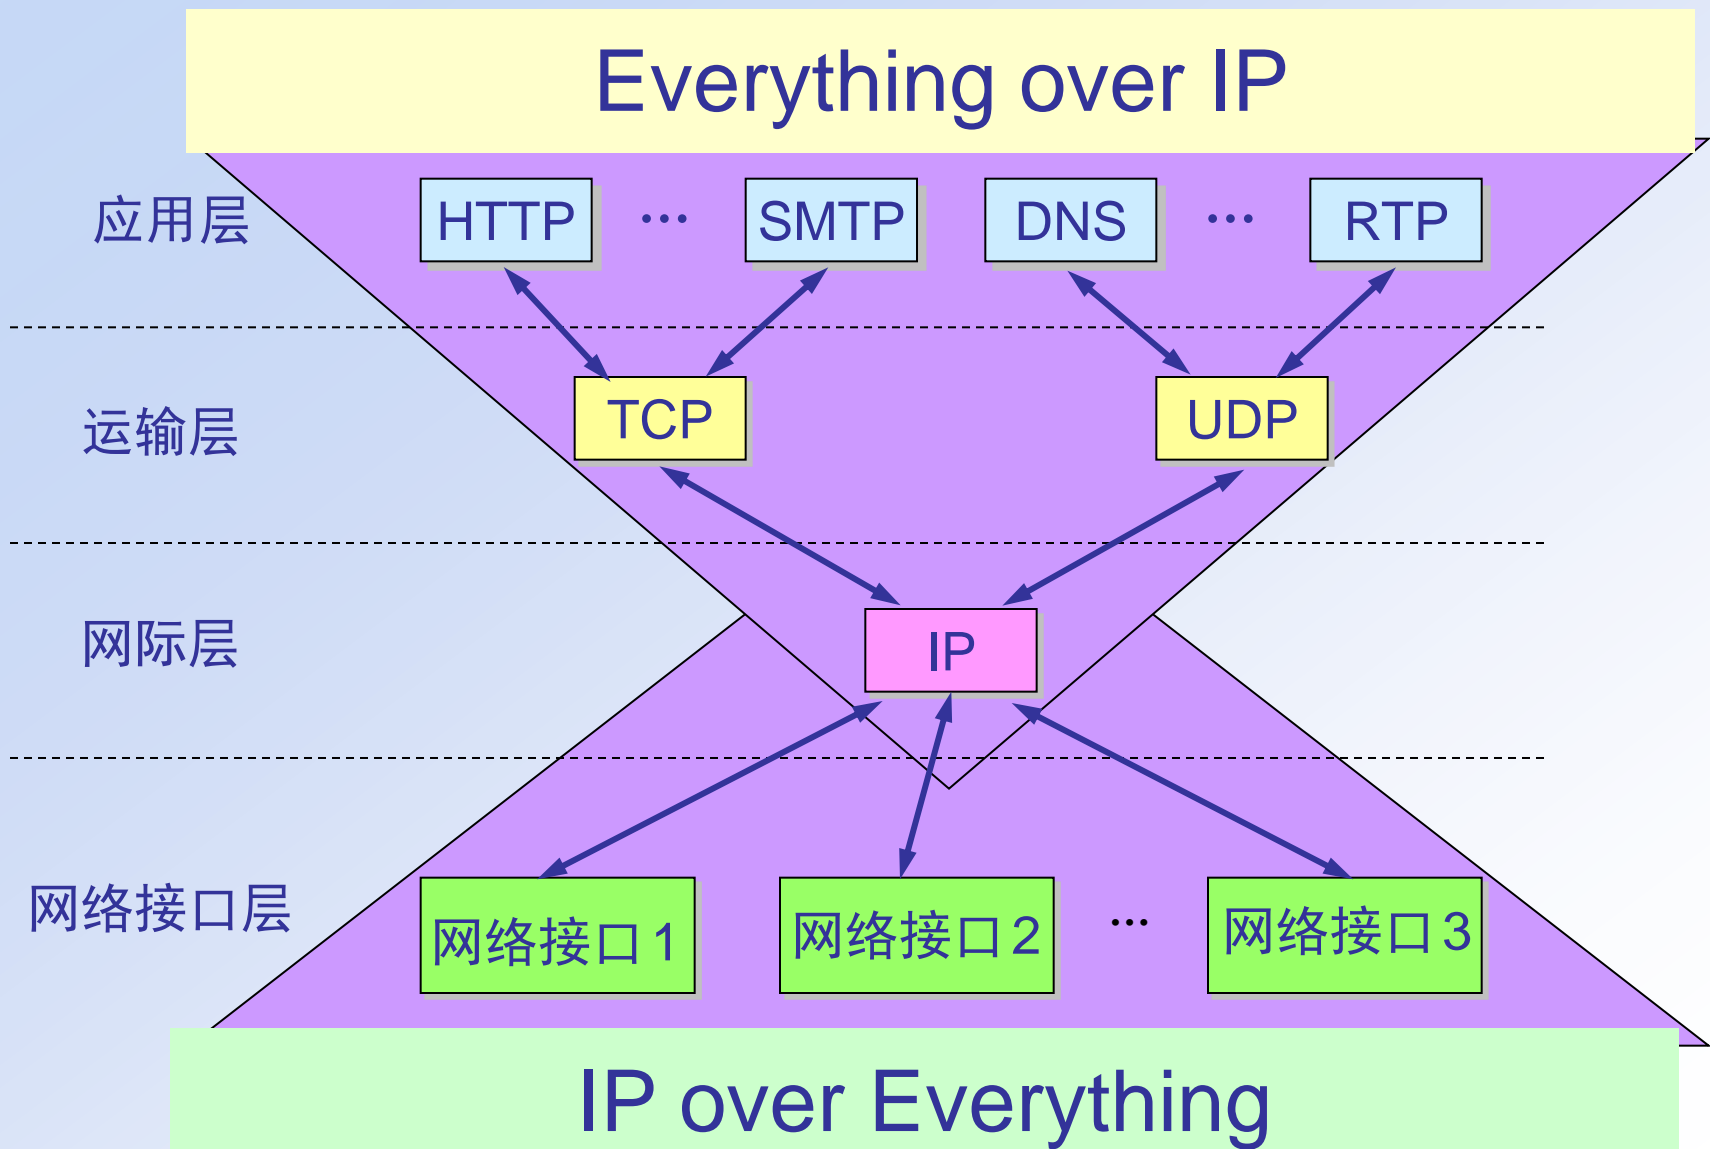 Everything over IP
应用层 HTTP … SMTP DNS … RTP
运输层 TCP UDP
网际层 IP
网络接口层 网络接口1 网络接口2 … 网络接口3
IP over Everything